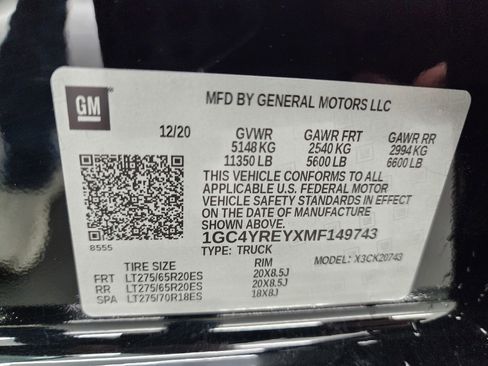 GM
MFD BY GENERAL MOTORS LLC
12/20 GVWR GAWR FRT GAWR RR
5148 KG 2540 KG 2994 KG
11350 LB 5600 LB 6600 LB
THIS VEHICLE CONFORMS TO ALL
APPLICABLE U.S. FEDERAL MOTOR
VEHICLE SAFETY STANDARDS IN EFFECT
ON THE DATE OF MANUFACTURE SHOWN ABOVE.
8555 1GC4YREYXMF149743
TYPE: TRUCK MODEL: X3CK20743
TIRE SIZE RIM
FRT LT275/65R20ES 20X8.5J
RR LT275/65R20ES 20X8.5J
SPA LT275/70R18ES 18X8J